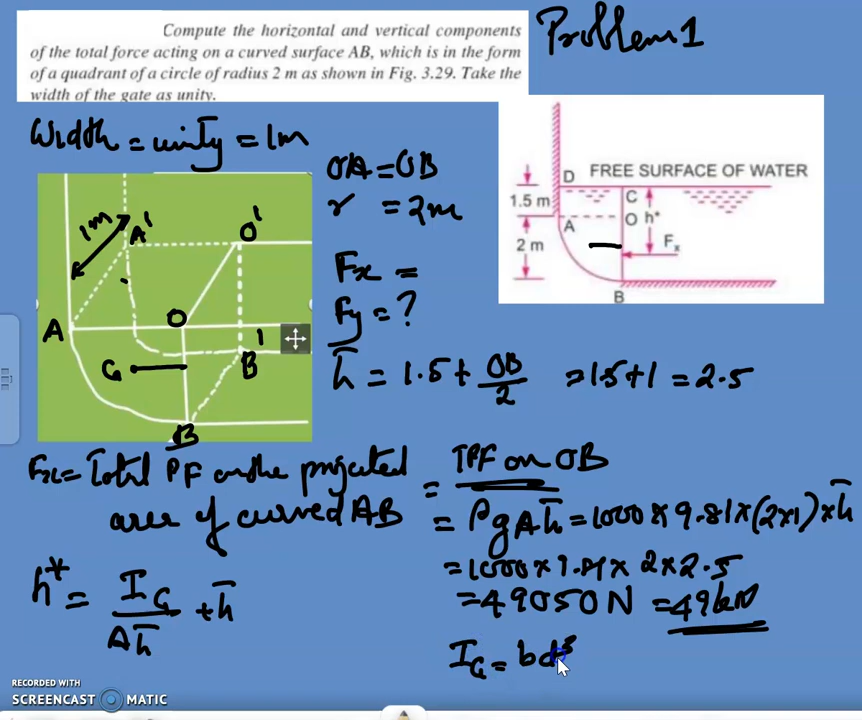 Compute the horizontal and vertical components
of the total force acting on a curved surface AB, which is in the form
of a quadrant of a circle of radius 2 m as shown in Fig. 3.29. Take the
width of the gate as unity.
Problem 1
Width = unity = 1m
OA = OB
r = 2m
Fx =
Fy = ?
1m
A'
O'
A
O
G
B'
B
D FREE SURFACE OF WATER
1.5 m
C
A
O h*
2 m
Fx
B
h̄ = 1.5 + OB/2 = 1.5+1 = 2.5
Fx = Total PF on the projected
area of curved AB
= TPF on OB
= ρgAh̄ = 1000 × 9.81 × (2×1) × h̄
= 1000 × 9.81 × 2 × 2.5
= 49050 N = 49 kN
h* = I_G / Ah̄ + h̄
I_G = bd³
RECORDED WITH
SCREENCAST MATIC